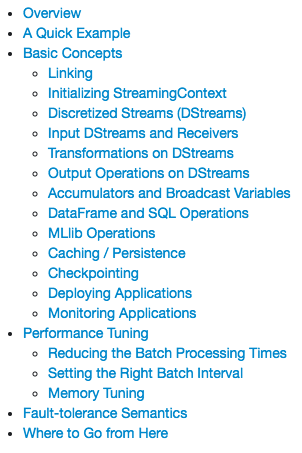 Overview
A Quick Example
Basic Concepts
Linking
Initializing StreamingContext
Discretized Streams (DStreams)
Input DStreams and Receivers
Transformations on DStreams
Output Operations on DStreams
Accumulators and Broadcast Variables
DataFrame and SQL Operations
MLlib Operations
Caching / Persistence
Checkpointing
Deploying Applications
Monitoring Applications
Performance Tuning
Reducing the Batch Processing Times
Setting the Right Batch Interval
Memory Tuning
Fault-tolerance Semantics
Where to Go from Here